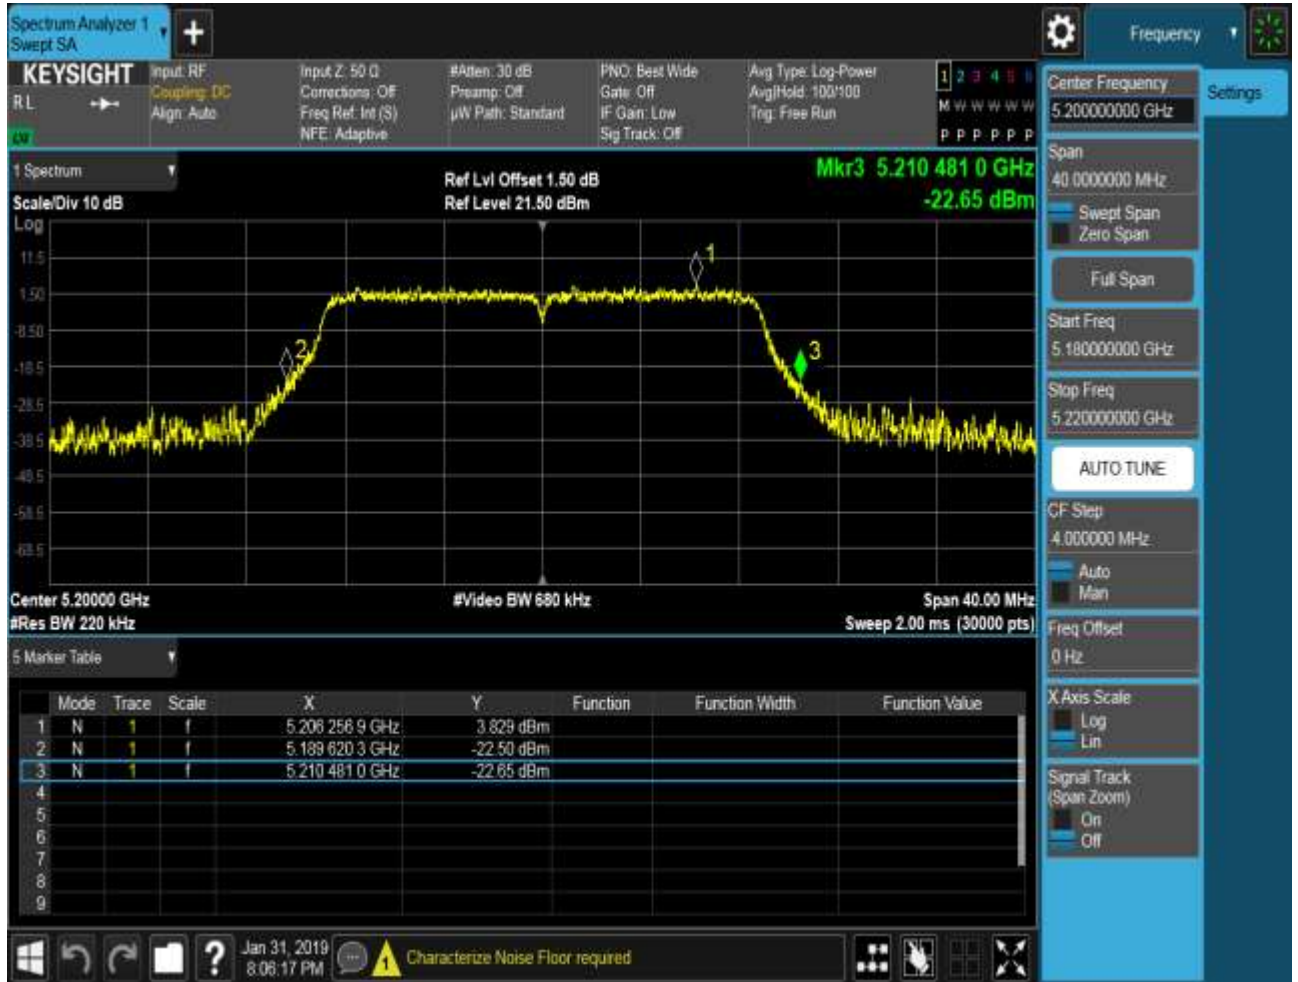 Spectrum Analyzer 1
Swept SA
Frequency
KEYSIGHT
RL
Input: RF
Coupling: DC
Align: Auto
Input Z: 50 Ω
Corrections: Off
Freq Ref: Int (S)
NFE: Adaptive
#Atten: 30 dB
Preamp: Off
µW Path: Standard
PNO: Best Wide
Gate: Off
IF Gain: Low
Sig Track: Off
Avg Type: Log-Power
Avg|Hold: 100/100
Trig: Free Run
1 2 3 4 5 6
M W W W W W
P P P P P P
1 Spectrum
Scale/Div 10 dB
Ref Lvl Offset 1.50 dB
Ref Level 21.50 dBm
Mkr3 5.210 481 0 GHz
-22.65 dBm
Log
11.5
1.50
-8.50
-18.5
-28.5
-38.5
-48.5
-58.5
-68.5
1
2
3
Center 5.20000 GHz
#Video BW 680 kHz
Span 40.00 MHz
#Res BW 220 kHz
Sweep 2.00 ms (30000 pts)
5 Marker Table
Mode Trace Scale X Y Function Function Width Function Value
1 N 1 f 5.206 256 9 GHz 3.829 dBm
2 N 1 f 5.189 620 3 GHz -22.50 dBm
3 N 1 f 5.210 481 0 GHz -22.65 dBm
4
5
6
7
8
9
Center Frequency
5.200000000 GHz
Settings
Span
40.0000000 MHz
Swept Span
Zero Span
Full Span
Start Freq
5.180000000 GHz
Stop Freq
5.220000000 GHz
AUTO TUNE
CF Step
4.000000 MHz
Auto
Man
Freq Offset
0 Hz
X Axis Scale
Log
Lin
Signal Track
(Span Zoom)
On
Off
?
Jan 31, 2019
8:06:17 PM
1
Characterize Noise Floor required